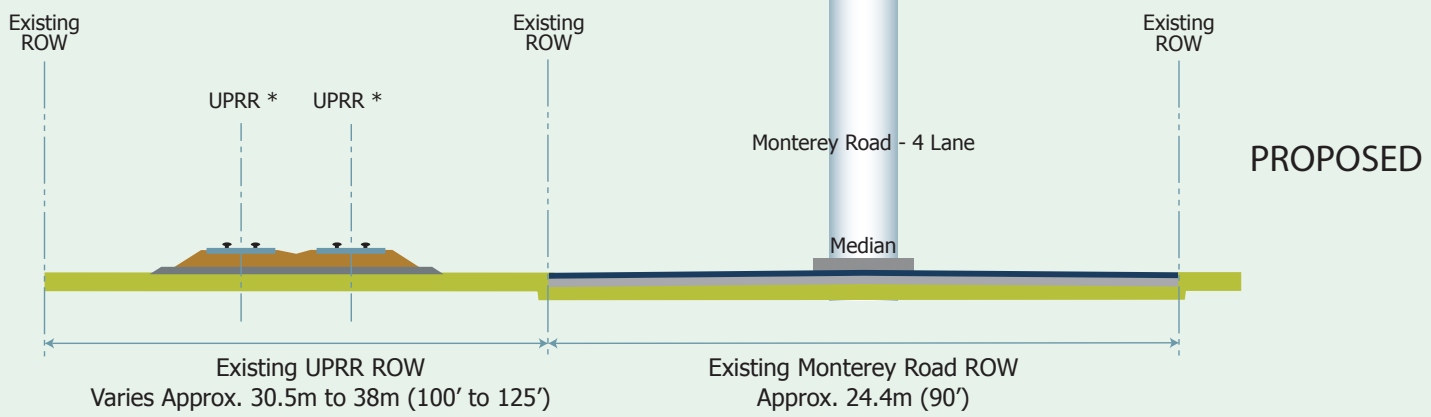 Existing
ROW
Existing
ROW
Existing
ROW
UPRR *
UPRR *
Monterey Road - 4 Lane
PROPOSED
Median
Existing UPRR ROW
Varies Approx. 30.5m to 38m (100’ to 125’)
Existing Monterey Road ROW
Approx. 24.4m (90’)